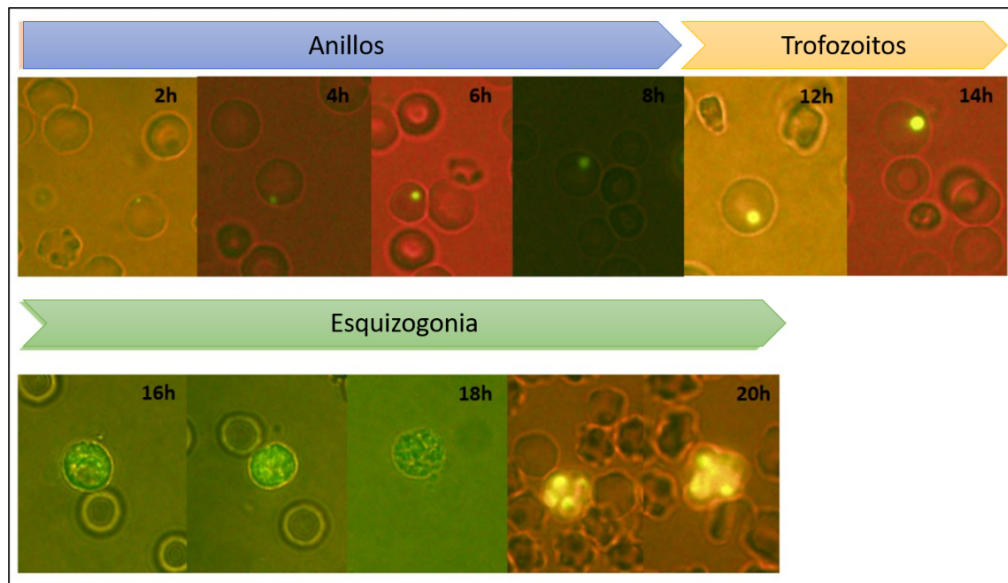 Anillos
Trofozoitos
2h
4h
6h
8h
12h
14h
Esquizogonia
16h
18h
20h